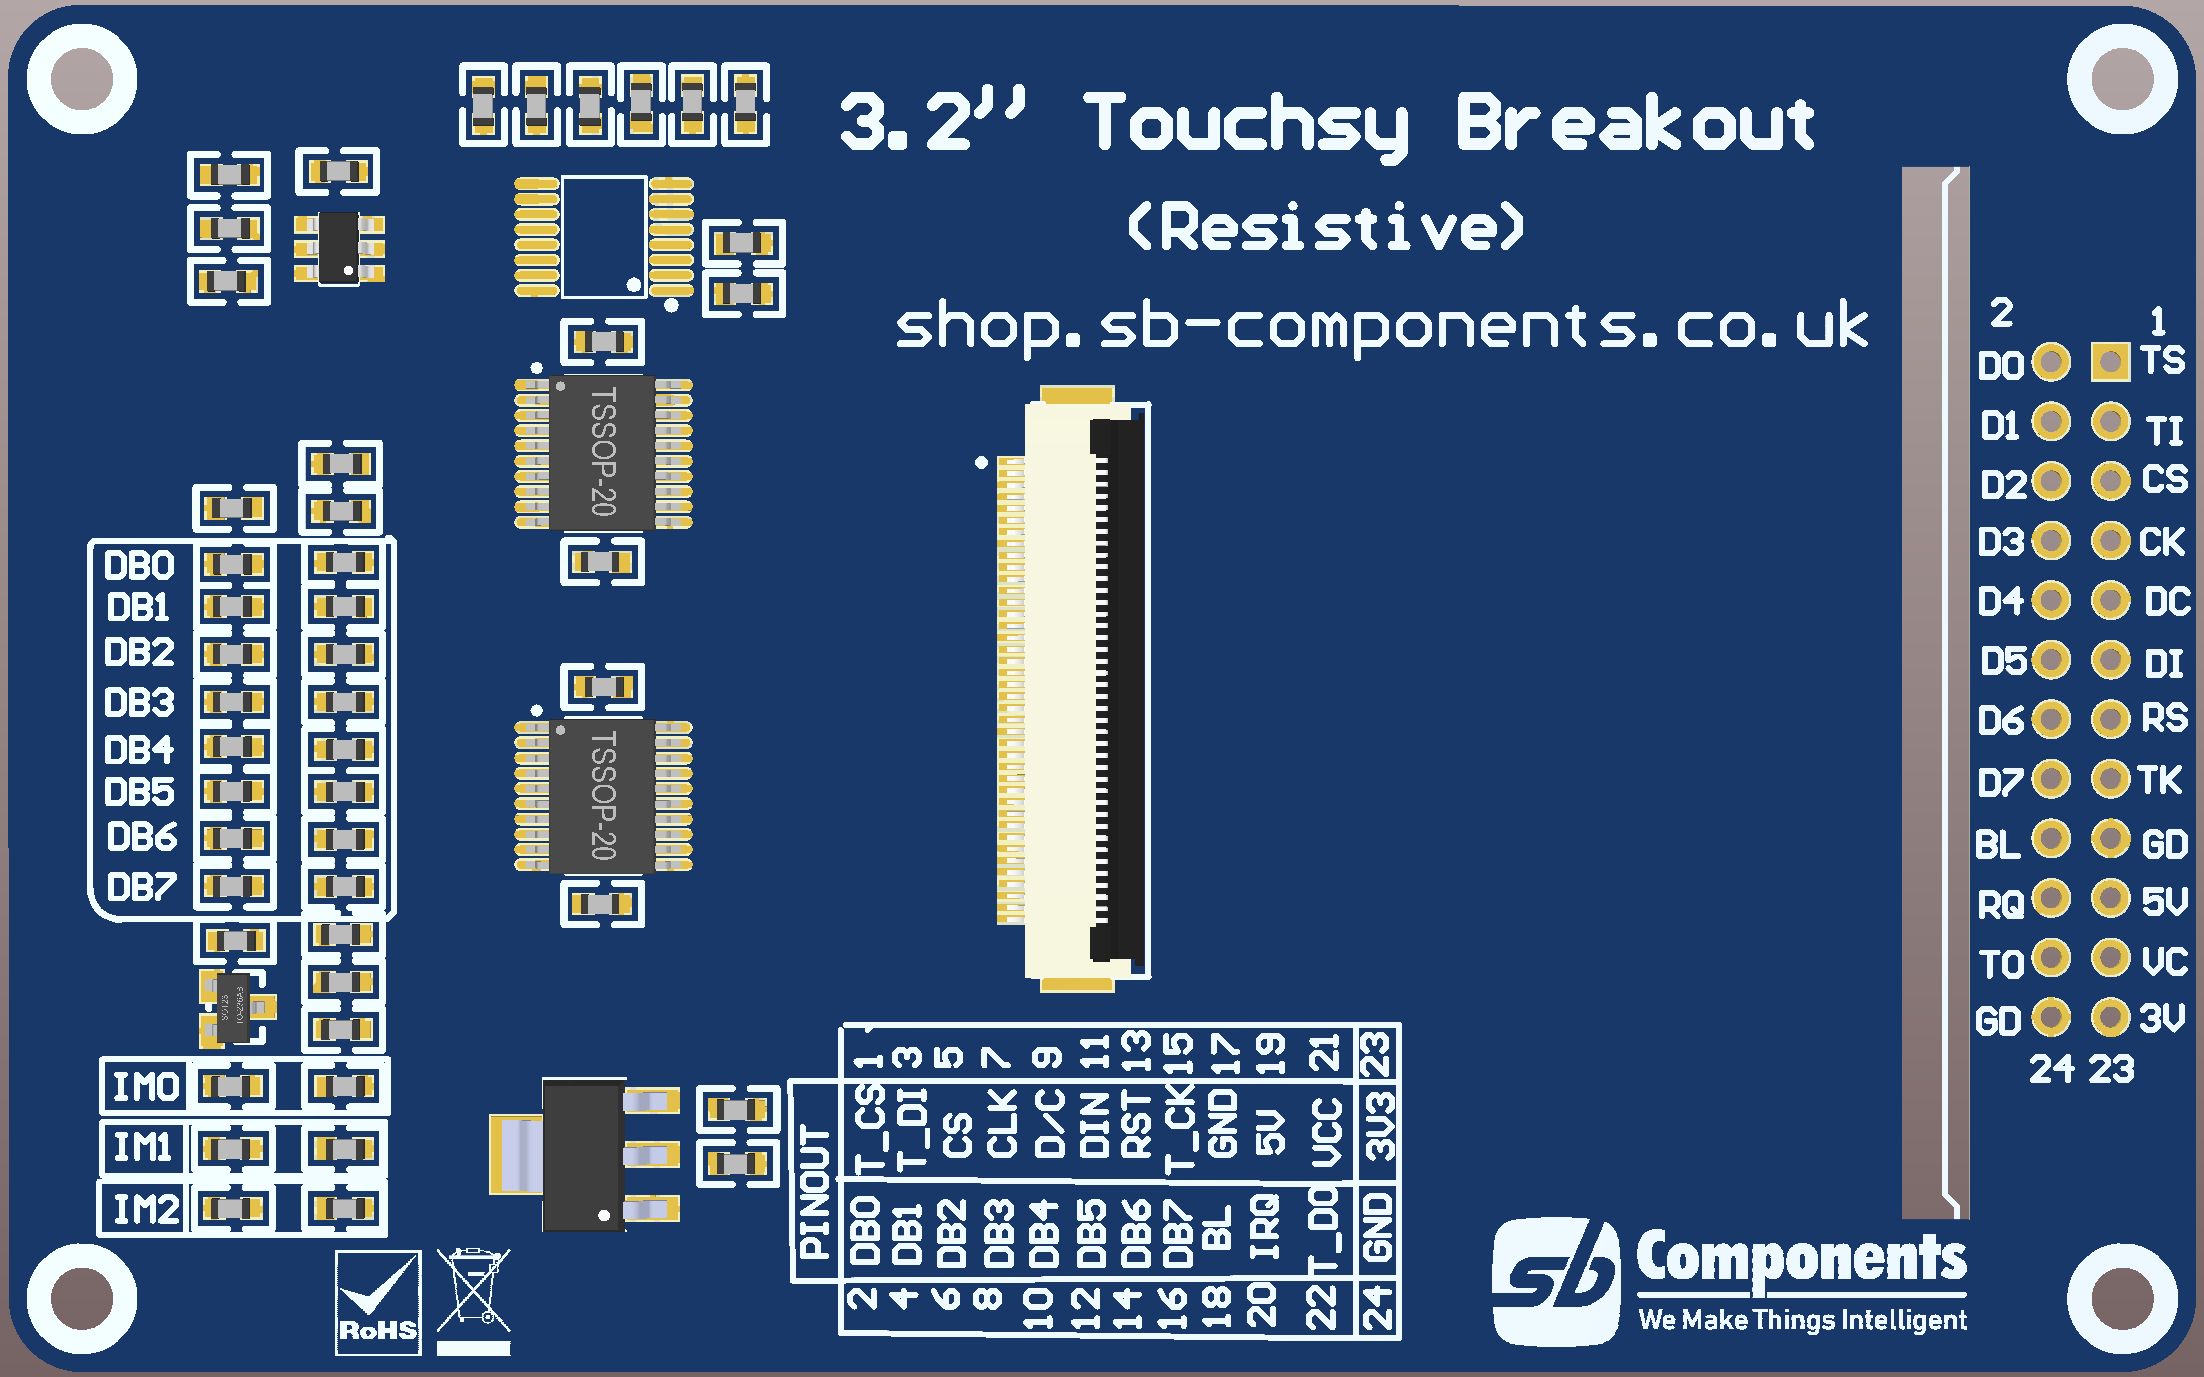 3.2’’ Touchsy Breakout
(Resistive)
shop.sb-components.co.uk
2 1
D0 TS
D1 TI
D2 CS
D3 CK
D4 DC
D5 DI
D6 RS
D7 TK
BL GD
RQ 5V
TO VC
GD 3V
24 23
TSSOP-20
TSSOP-20
DB0
DB1
DB2
DB3
DB4
DB5
DB6
DB7
SOT23
TO-236AB
IM0
IM1
IM2
RoHS
PINOUT
1 3 5 7 9 11 13 15 17 19 21 23
T_CS T_DI CS CLK D/C DIN RST T_CK GND 5V VCC 3V3
DB0 DB1 DB2 DB3 DB4 DB5 DB6 DB7 BL IRQ T_DO GND
2 4 6 8 10 12 14 16 18 20 22 24
sb Components
We Make Things Intelligent